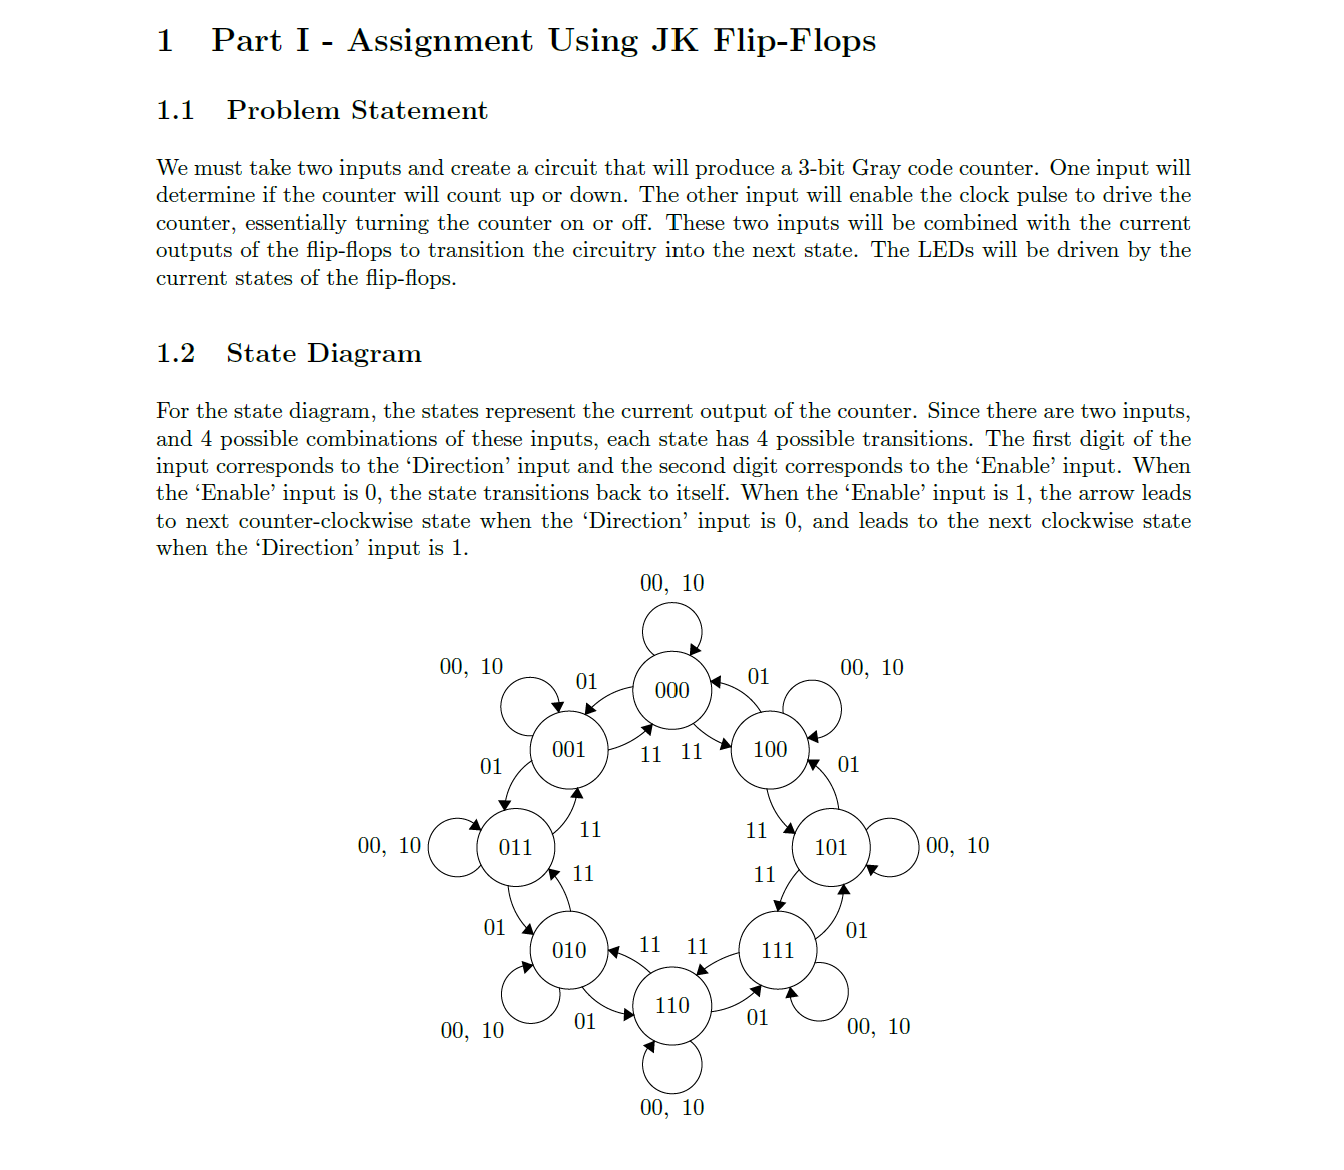 1 Part I - Assignment Using JK Flip-Flops
1.1 Problem Statement
We must take two inputs and create a circuit that will produce a 3-bit Gray code counter. One input will
determine if the counter will count up or down. The other input will enable the clock pulse to drive the
counter, essentially turning the counter on or off. These two inputs will be combined with the current
outputs of the flip-flops to transition the circuitry into the next state. The LEDs will be driven by the
current states of the flip-flops.
1.2 State Diagram
For the state diagram, the states represent the current output of the counter. Since there are two inputs,
and 4 possible combinations of these inputs, each state has 4 possible transitions. The first digit of the
input corresponds to the ‘Direction’ input and the second digit corresponds to the ‘Enable’ input. When
the ‘Enable’ input is 0, the state transitions back to itself. When the ‘Enable’ input is 1, the arrow leads
to next counter-clockwise state when the ‘Direction’ input is 0, and leads to the next clockwise state
when the ‘Direction’ input is 1.
00, 10
00, 10 01 01 00, 10
000
001 11 11 100
01 01
11 11
00, 10 011 101 00, 10
11 11
01 01
010 11 11 111
110
00, 10 01 01 00, 10
00, 10